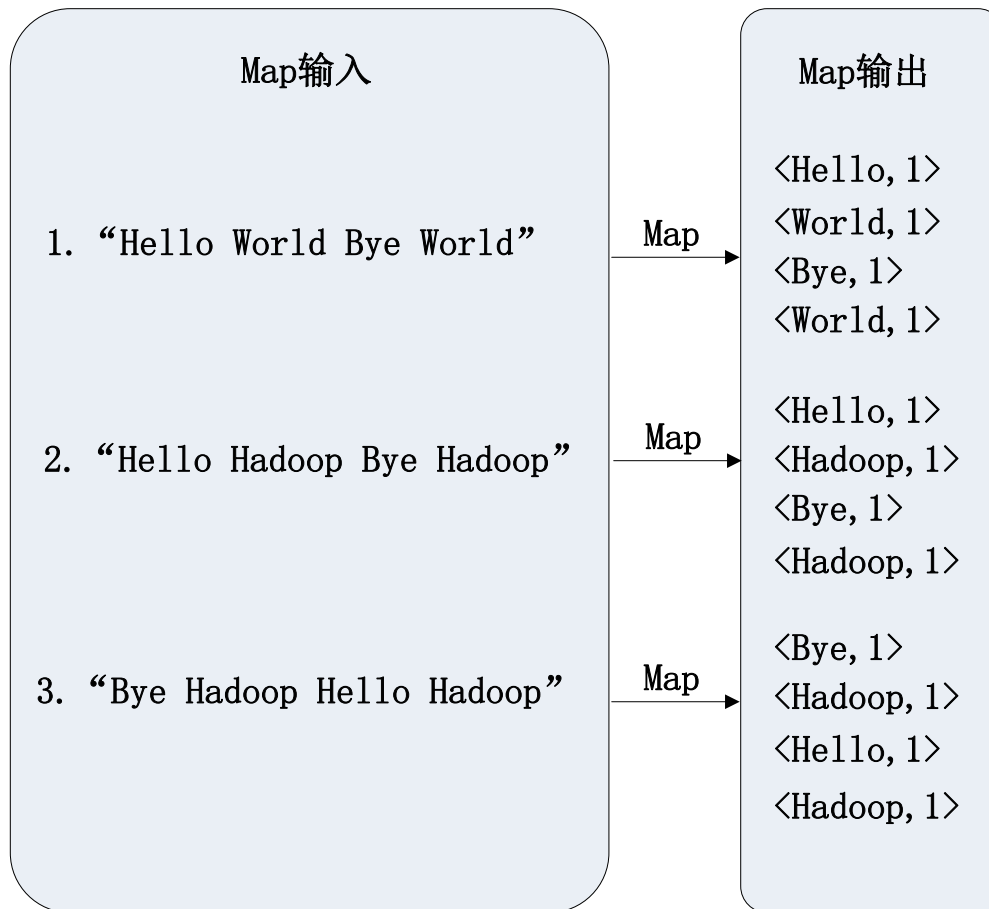 Map输入
1. “Hello World Bye World”
2. “Hello Hadoop Bye Hadoop”
3. “Bye Hadoop Hello Hadoop”
Map
Map
Map
Map输出
<Hello,1>
<World,1>
<Bye,1>
<World,1>
<Hello,1>
<Hadoop,1>
<Bye,1>
<Hadoop,1>
<Bye,1>
<Hadoop,1>
<Hello,1>
<Hadoop,1>